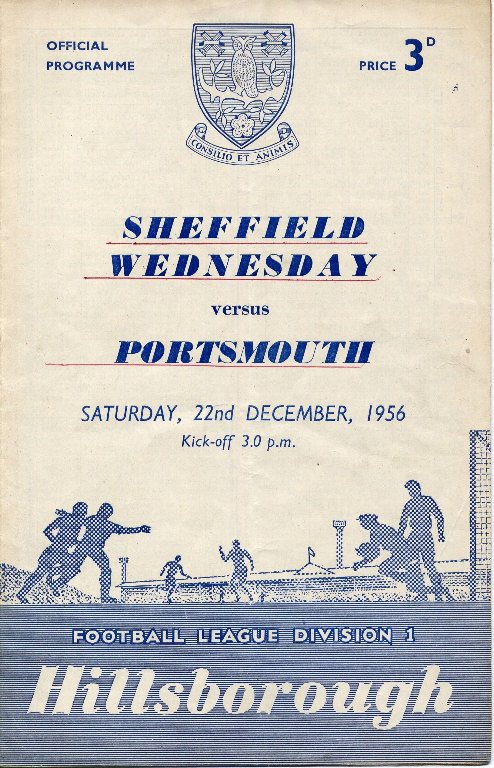 OFFICIAL
PROGRAMME
PRICE 3D
CONSILIO ET ANIMIS
SHEFFIELD
WEDNESDAY
versus
PORTSMOUTH
SATURDAY, 22nd DECEMBER, 1956
Kick-off 3.0 p.m.
FOOTBALL LEAGUE DIVISION 1
Hillsborough